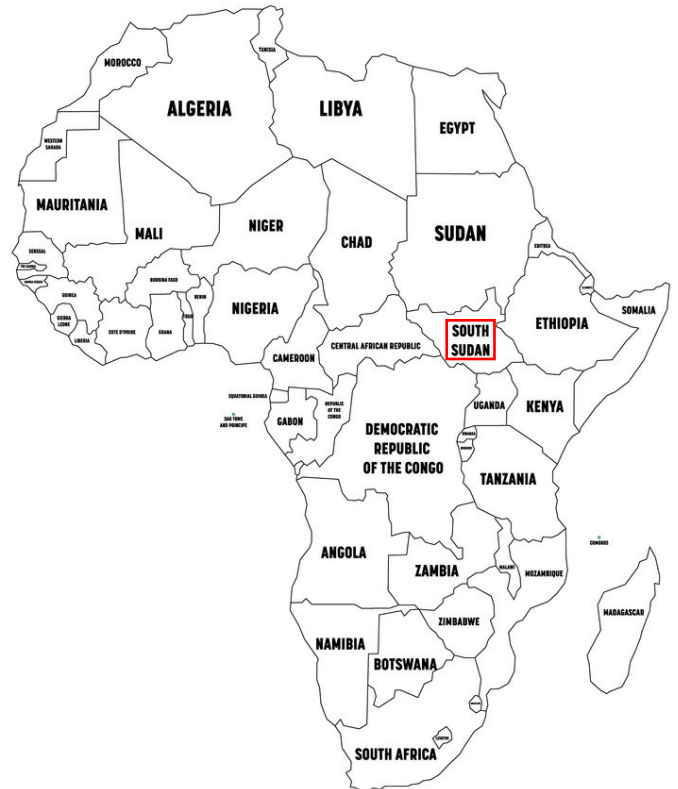 TUNISIA
MOROCCO
ALGERIA
LIBYA
EGYPT
WESTERN
SAHARA
MAURITANIA
MALI
NIGER
CHAD
SUDAN
ERITREA
SENEGAL
BURKINA FASO
GUINEA
BENIN
NIGERIA
SIERRA
LEONE
LIBERIA
COTE D'IVOIRE
GHANA
TOGO
CAMEROON
CENTRAL AFRICAN REPUBLIC
SOUTH
SUDAN
ETHIOPIA
SOMALIA
EQUATORIAL GUINEA
SAO TOME
AND PRINCIPE
GABON
REPUBLIC
OF THE
CONGO
DEMOCRATIC
REPUBLIC
OF THE CONGO
UGANDA
KENYA
TANZANIA
ANGOLA
ZAMBIA
MALAWI
MOZAMBIQUE
COMOROS
MADAGASCAR
ZIMBABWE
NAMIBIA
BOTSWANA
LESOTHO
SOUTH AFRICA